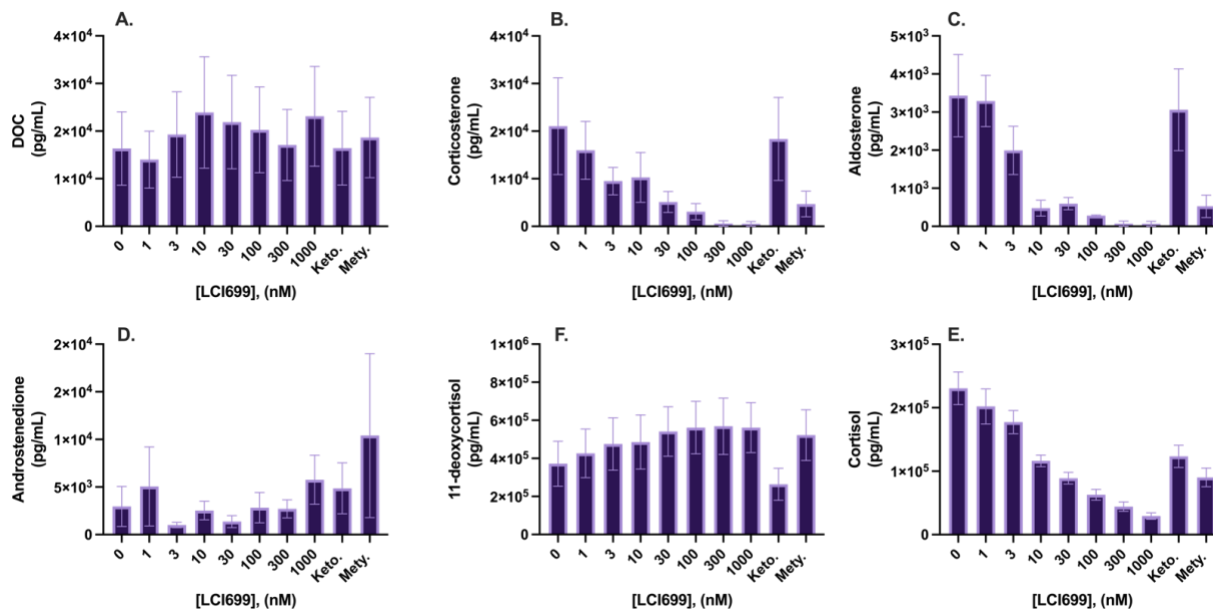 A.
DOC
(pg/mL)
4×10⁴
3×10⁴
2×10⁴
1×10⁴
0
0 1 3 10 30 100 300 1000 Keto. Mety.
[LCI699], (nM)
B.
Corticosterone
(pg/mL)
4×10⁴
3×10⁴
2×10⁴
1×10⁴
0
0 1 3 10 30 100 300 1000 Keto. Mety.
[LCI699], (nM)
C.
Aldosterone
(pg/mL)
5×10³
4×10³
3×10³
2×10³
1×10³
0
0 1 3 10 30 100 300 1000 Keto. Mety.
[LCI699], (nM)
D.
Androstenedione
(pg/mL)
2×10⁴
2×10⁴
1×10⁴
5×10³
0
0 1 3 10 30 100 300 1000 Keto. Mety.
[LCI699], (nM)
F.
11-deoxycortisol
(pg/mL)
1×10⁶
8×10⁵
6×10⁵
4×10⁵
2×10⁵
0
0 1 3 10 30 100 300 1000 Keto. Mety.
[LCI699], (nM)
E.
Cortisol
(pg/mL)
3×10⁵
2×10⁵
1×10⁵
0
0 1 3 10 30 100 300 1000 Keto. Mety.
[LCI699], (nM)